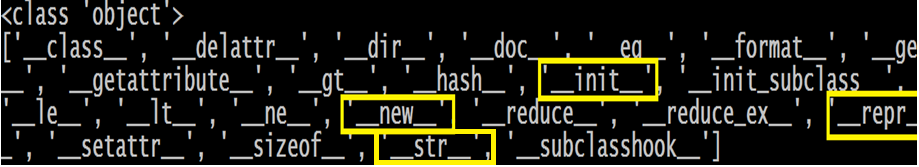 <class 'object'>
['__class__', '__delattr__', '__dir__', '__doc__', '__eq__', '__format__', '__ge
__', '__getattribute__', '__gt__', '__hash__', '__init__', '__init_subclass__',
'__le__', '__lt__', '__ne__', '__new__', '__reduce__', '__reduce_ex__', '__repr_
_', '__setattr__', '__sizeof__', '__str__', '__subclasshook__']